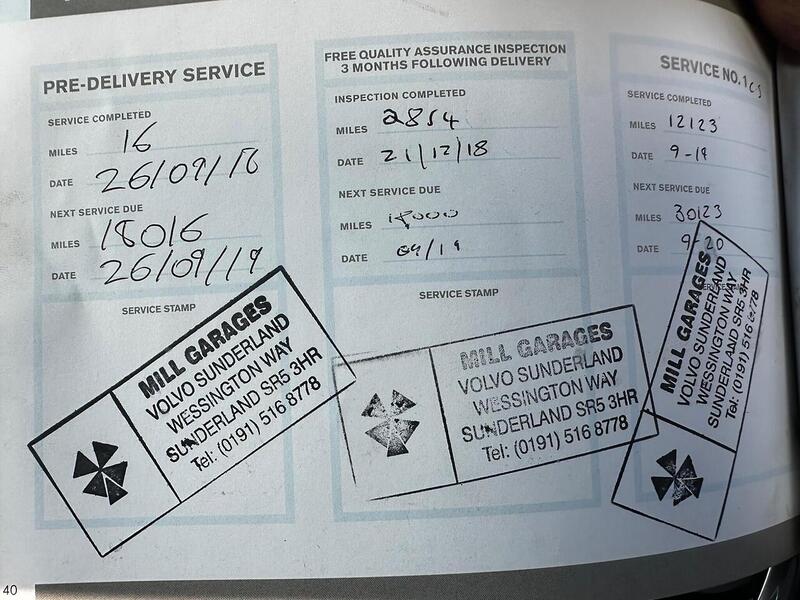 PRE-DELIVERY SERVICE
SERVICE COMPLETED
MILES 16
DATE 26/09/18
NEXT SERVICE DUE
MILES 18016
DATE 26/09/19
SERVICE STAMP
MILL GARAGES
VOLVO SUNDERLAND
WESSINGTON WAY
SUNDERLAND SR5 3HR
Tel: (0191) 516 8778
FREE QUALITY ASSURANCE INSPECTION
3 MONTHS FOLLOWING DELIVERY
INSPECTION COMPLETED
MILES 2854
DATE 21/12/18
NEXT SERVICE DUE
MILES 18000
DATE 09/19
SERVICE STAMP
MILL GARAGES
VOLVO SUNDERLAND
WESSINGTON WAY
SUNDERLAND SR5 3HR
Tel: (0191) 516 8778
SERVICE NO. 1
SERVICE COMPLETED
MILES 12123
DATE 9-19
NEXT SERVICE DUE
MILES 30123
DATE 9-20
MILL GARAGES
VOLVO SUNDERLAND
WESSINGTON WAY
SUNDERLAND SR5 3HR
Tel: (0191) 516 8778
40